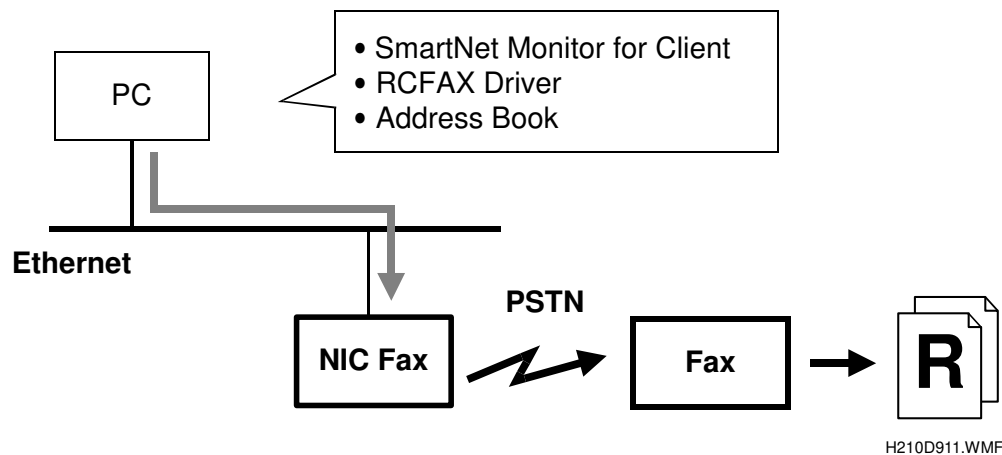 PC
• SmartNet Monitor for Client
• RCFAX Driver
• Address Book
Ethernet
PSTN
NIC Fax
Fax
R
H210D911.WMF